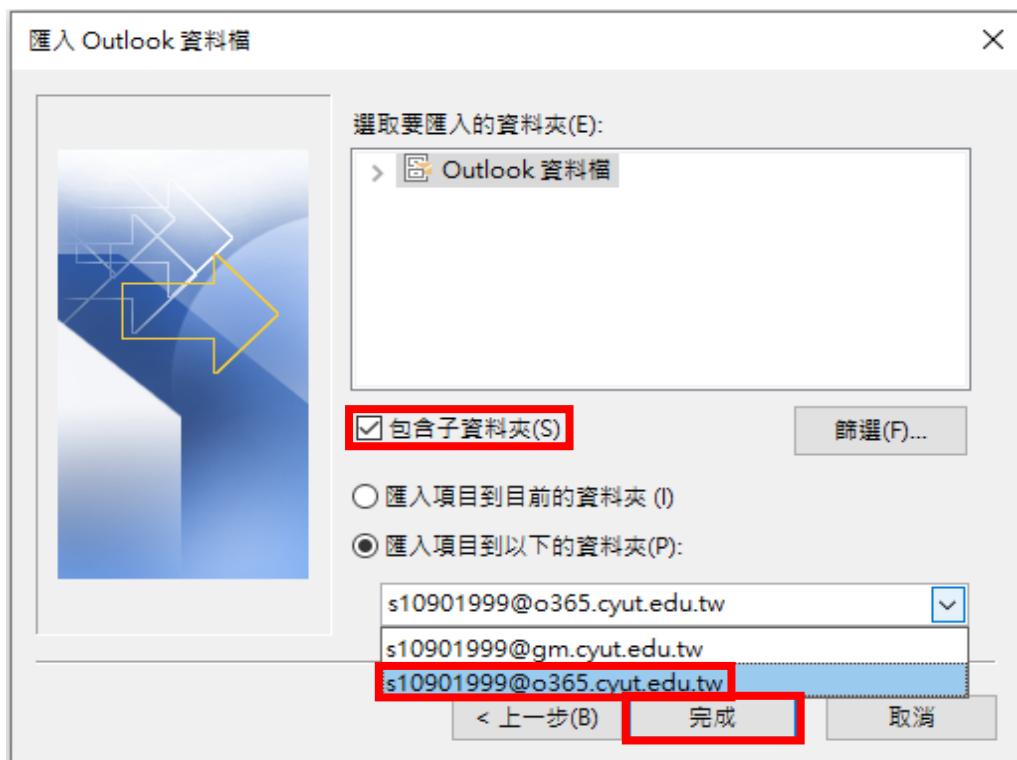 匯入 Outlook 資料檔
選取要匯入的資料夾(E):
Outlook 資料檔
包含子資料夾(S)
篩選(F)...
匯入項目到目前的資料夾 (I)
匯入項目到以下的資料夾(P):
s10901999@o365.cyut.edu.tw
s10901999@gm.cyut.edu.tw
s10901999@o365.cyut.edu.tw
< 上一步(B)
完成
取消